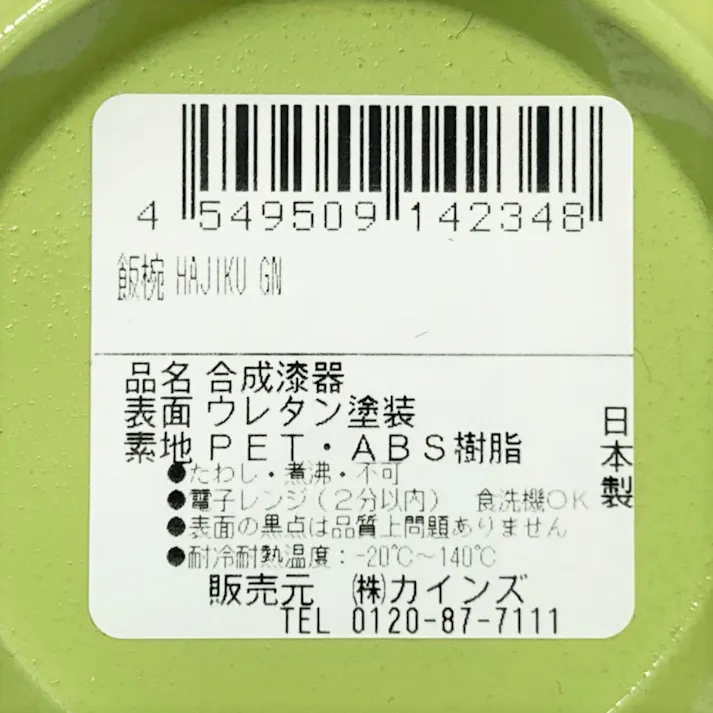 4 549509 142348
飯椀 HAJIKU GN
品名 合成漆器
表面 ウレタン塗装
素地 PET・ABS樹脂
日本製
●たわし・煮沸・不可
●電子レンジ(2分以内) 食洗機OK
●表面の黒点は品質上問題ありません
●耐冷耐熱温度:-20℃~140℃
販売元 ㈱カインズ
TEL 0120-87-7111